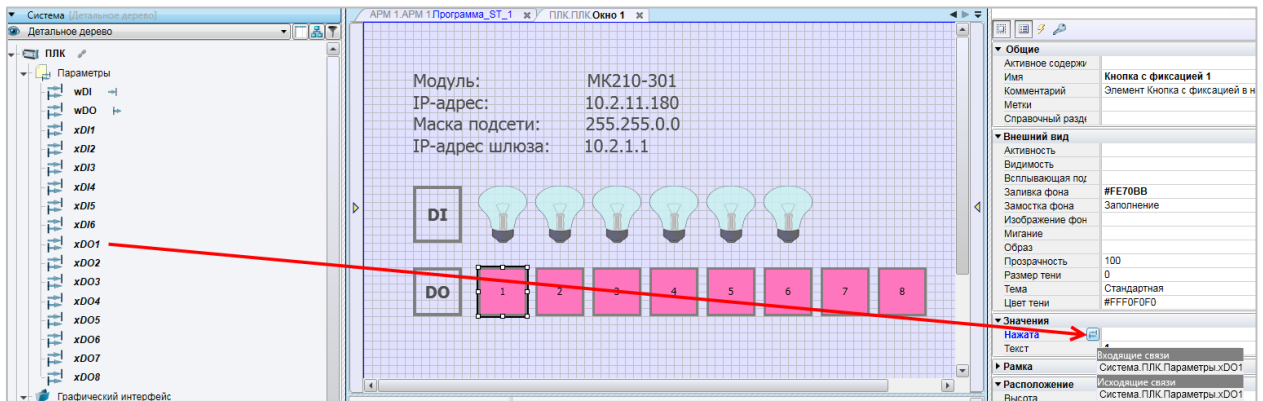 Система [Детальное дерево]
Детальное дерево
ПЛК
Параметры
wDI
wDO
xDI1
xDI2
xDI3
xDI4
xDI5
xDI6
xDO1
xDO2
xDO3
xDO4
xDO5
xDO6
xDO7
xDO8
Графический интерфейс
АРМ 1.АРМ 1.Программа_ST_1
ПЛК.ПЛК.Окно 1
Модуль: МК210-301
IP-адрес: 10.2.11.180
Маска подсети: 255.255.0.0
IP-адрес шлюза: 10.2.1.1
DI
DO 1 2 3 4 5 6 7 8
Общие
Активное содержи
Имя Кнопка с фиксацией 1
Комментарий Элемент Кнопка с фиксацией в н
Метки
Справочный разде
Внешний вид
Активность
Видимость
Всплывающая под
Заливка фона #FE70BB
Замостка фона Заполнение
Изображение фон
Мигание
Образ
Прозрачность 100
Размер тени 0
Тема Стандартная
Цвет тени #FFF0F0F0
Значения
Нажата
Текст
Входящие связи
Рамка Система.ПЛК.Параметры.xDO1
Расположение Исходящие связи
Высота Система.ПЛК.Параметры.xDO1